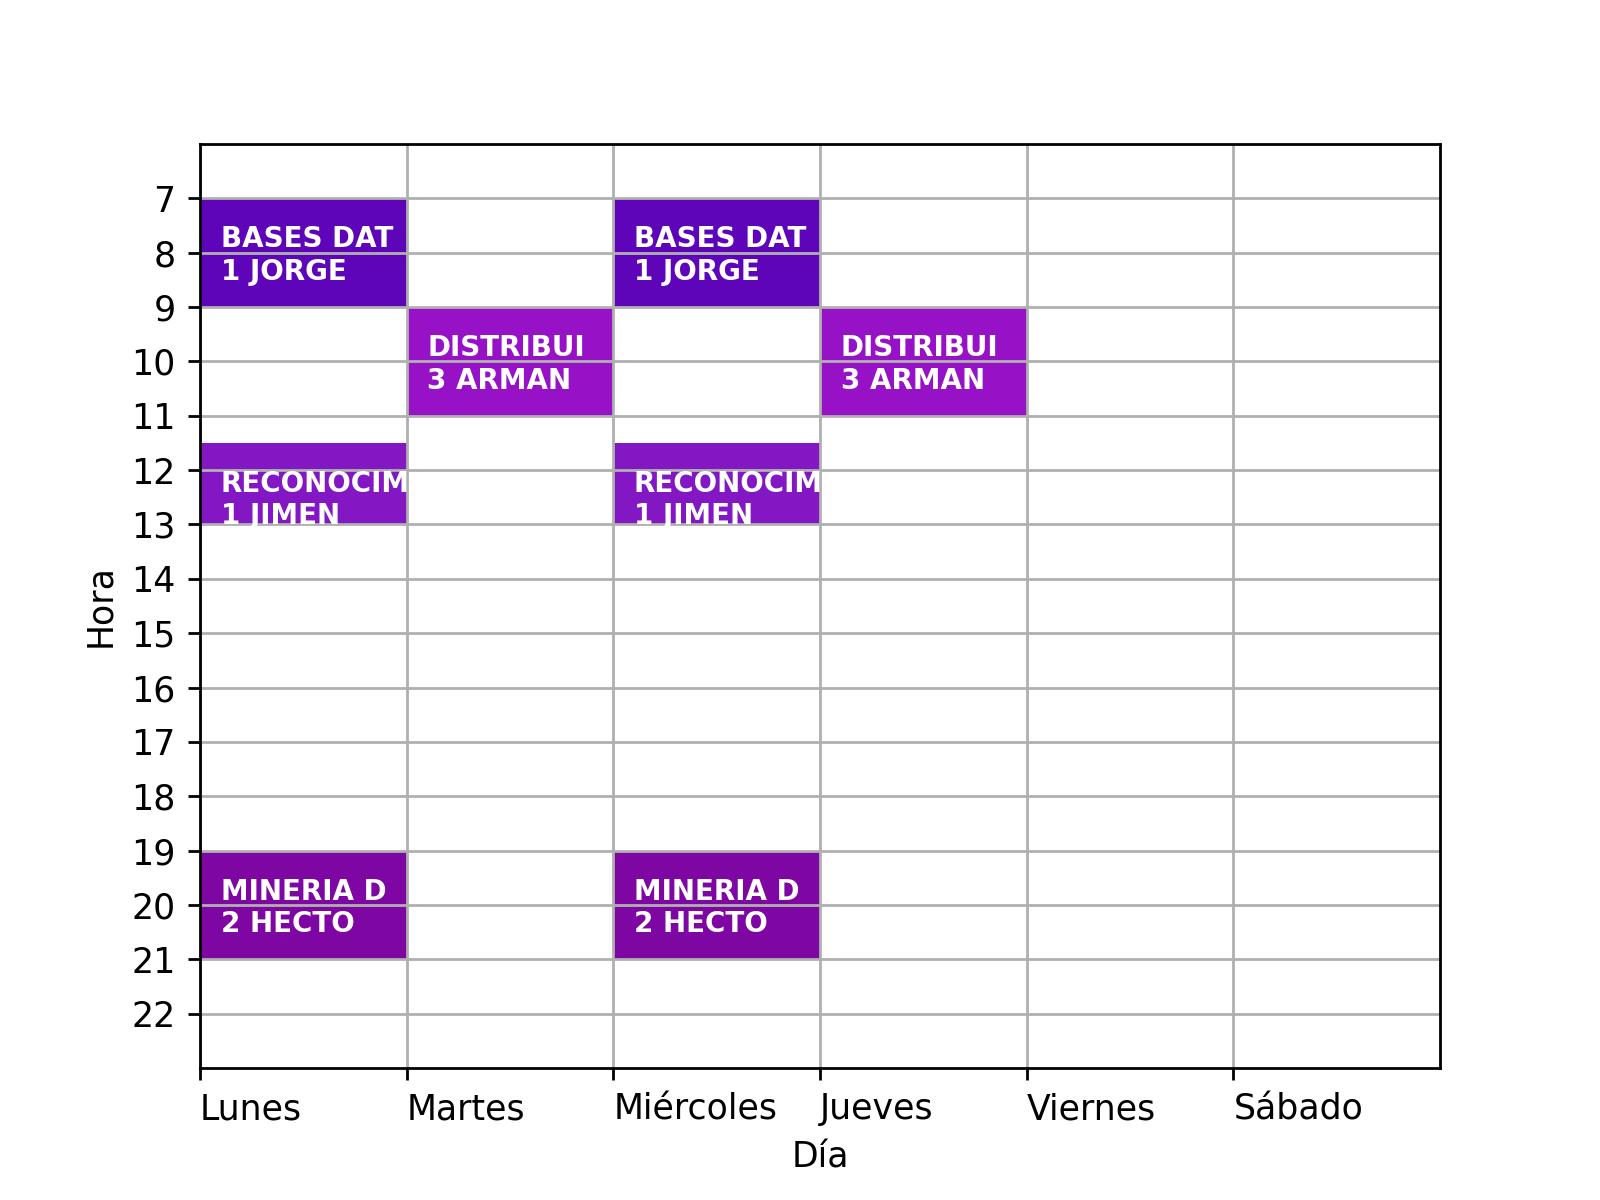 7
8
9
10
11
12
13
14
15
16
17
18
19
20
21
22
Hora
BASES DAT
1 JORGE
BASES DAT
1 JORGE
DISTRIBUI
3 ARMAN
DISTRIBUI
3 ARMAN
RECONOCIM
1 JIMEN
RECONOCIM
1 JIMEN
MINERIA D
2 HECTO
MINERIA D
2 HECTO
Lunes
Martes
Miércoles
Jueves
Viernes
Sábado
Día